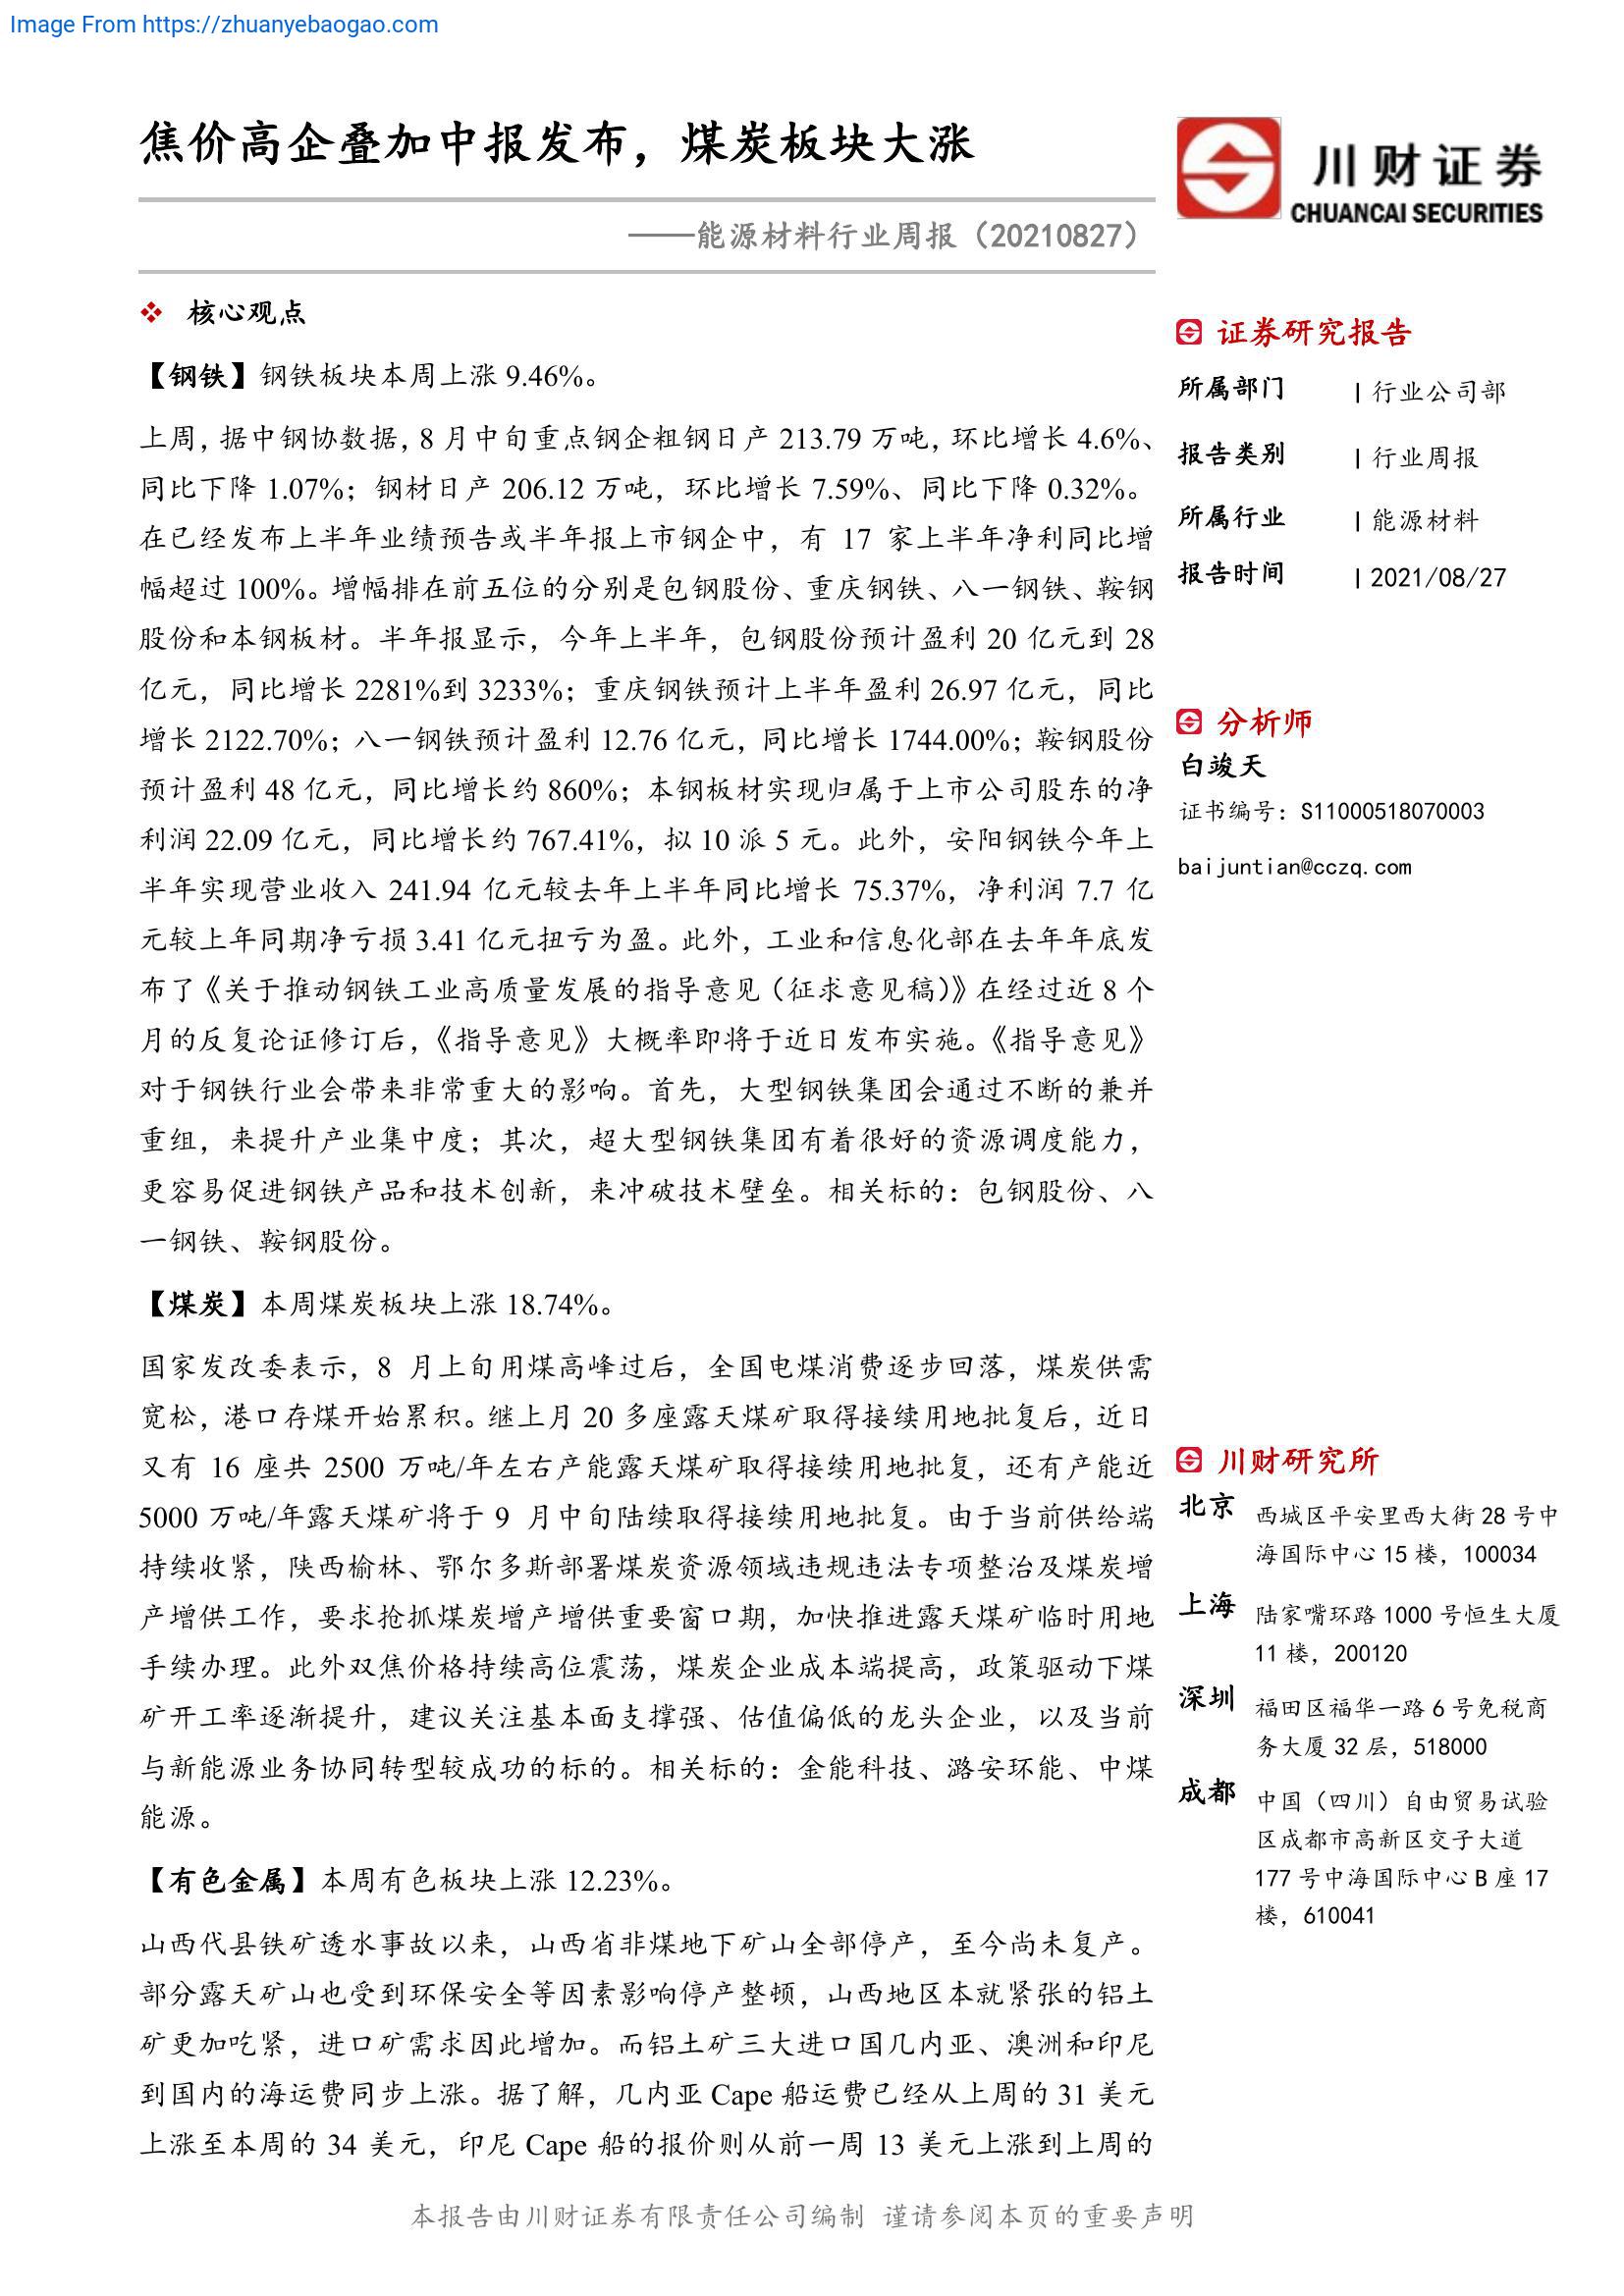 Image From https://zhuanyebaogao.com
焦价高企叠加中报发布，煤炭板块大涨
——能源材料行业周报（20210827）
川财证券
CHUANCAI SECURITIES
❖ 核心观点
【钢铁】钢铁板块本周上涨 9.46%。
上周，据中钢协数据，8 月中旬重点钢企粗钢日产 213.79 万吨，环比增长 4.6%、
同比下降 1.07%；钢材日产 206.12 万吨，环比增长 7.59%、同比下降 0.32%。
在已经发布上半年业绩预告或半年报上市钢企中，有 17 家上半年净利同比增
幅超过 100%。增幅排在前五位的分别是包钢股份、重庆钢铁、八一钢铁、鞍钢
股份和本钢板材。半年报显示，今年上半年，包钢股份预计盈利 20 亿元到 28
亿元，同比增长 2281%到 3233%；重庆钢铁预计上半年盈利 26.97 亿元，同比
增长 2122.70%；八一钢铁预计盈利 12.76 亿元，同比增长 1744.00%；鞍钢股份
预计盈利 48 亿元，同比增长约 860%；本钢板材实现归属于上市公司股东的净
利润 22.09 亿元，同比增长约 767.41%，拟 10 派 5 元。此外，安阳钢铁今年上
半年实现营业收入 241.94 亿元较去年上半年同比增长 75.37%，净利润 7.7 亿
元较上年同期净亏损 3.41 亿元扭亏为盈。此外，工业和信息化部在去年年底发
布了《关于推动钢铁工业高质量发展的指导意见（征求意见稿）》在经过近 8 个
月的反复论证修订后，《指导意见》大概率即将于近日发布实施。《指导意见》
对于钢铁行业会带来非常重大的影响。首先，大型钢铁集团会通过不断的兼并
重组，来提升产业集中度；其次，超大型钢铁集团有着很好的资源调度能力，
更容易促进钢铁产品和技术创新，来冲破技术壁垒。相关标的：包钢股份、八
一钢铁、鞍钢股份。
【煤炭】本周煤炭板块上涨 18.74%。
国家发改委表示，8 月上旬用煤高峰过后，全国电煤消费逐步回落，煤炭供需
宽松，港口存煤开始累积。继上月 20 多座露天煤矿取得接续用地批复后，近日
又有 16 座共 2500 万吨/年左右产能露天煤矿取得接续用地批复，还有产能近
5000 万吨/年露天煤矿将于 9 月中旬陆续取得接续用地批复。由于当前供给端
持续收紧，陕西榆林、鄂尔多斯部署煤炭资源领域违规违法专项整治及煤炭增
产增供工作，要求抢抓煤炭增产增供重要窗口期，加快推进露天煤矿临时用地
手续办理。此外双焦价格持续高位震荡，煤炭企业成本端提高，政策驱动下煤
矿开工率逐渐提升，建议关注基本面支撑强、估值偏低的龙头企业，以及当前
与新能源业务协同转型较成功的标的。相关标的：金能科技、潞安环能、中煤
能源。
【有色金属】本周有色板块上涨 12.23%。
山西代县铁矿透水事故以来，山西省非煤地下矿山全部停产，至今尚未复产。
部分露天矿山也受到环保安全等因素影响停产整顿，山西地区本就紧张的铝土
矿更加吃紧，进口矿需求因此增加。而铝土矿三大进口国几内亚、澳洲和印尼
到国内的海运费同步上涨。据了解，几内亚 Cape 船运费已经从上周的 31 美元
上涨至本周的 34 美元，印尼 Cape 船的报价则从前一周 13 美元上涨到上周的
证券研究报告
所属部门 | 行业公司部
报告类别 | 行业周报
所属行业 | 能源材料
报告时间 | 2021/08/27
分析师
白竣天
证书编号：S11000518070003
baijuntian@cczq.com
川财研究所
北京 西城区平安里西大街 28 号中
海国际中心 15 楼，100034
上海 陆家嘴环路 1000 号恒生大厦
11 楼，200120
深圳 福田区福华一路 6 号免税商
务大厦 32 层，518000
成都 中国（四川）自由贸易试验
区成都市高新区交子大道
177 号中海国际中心 B 座 17
楼，610041
本报告由川财证券有限责任公司编制 谨请参阅本页的重要声明